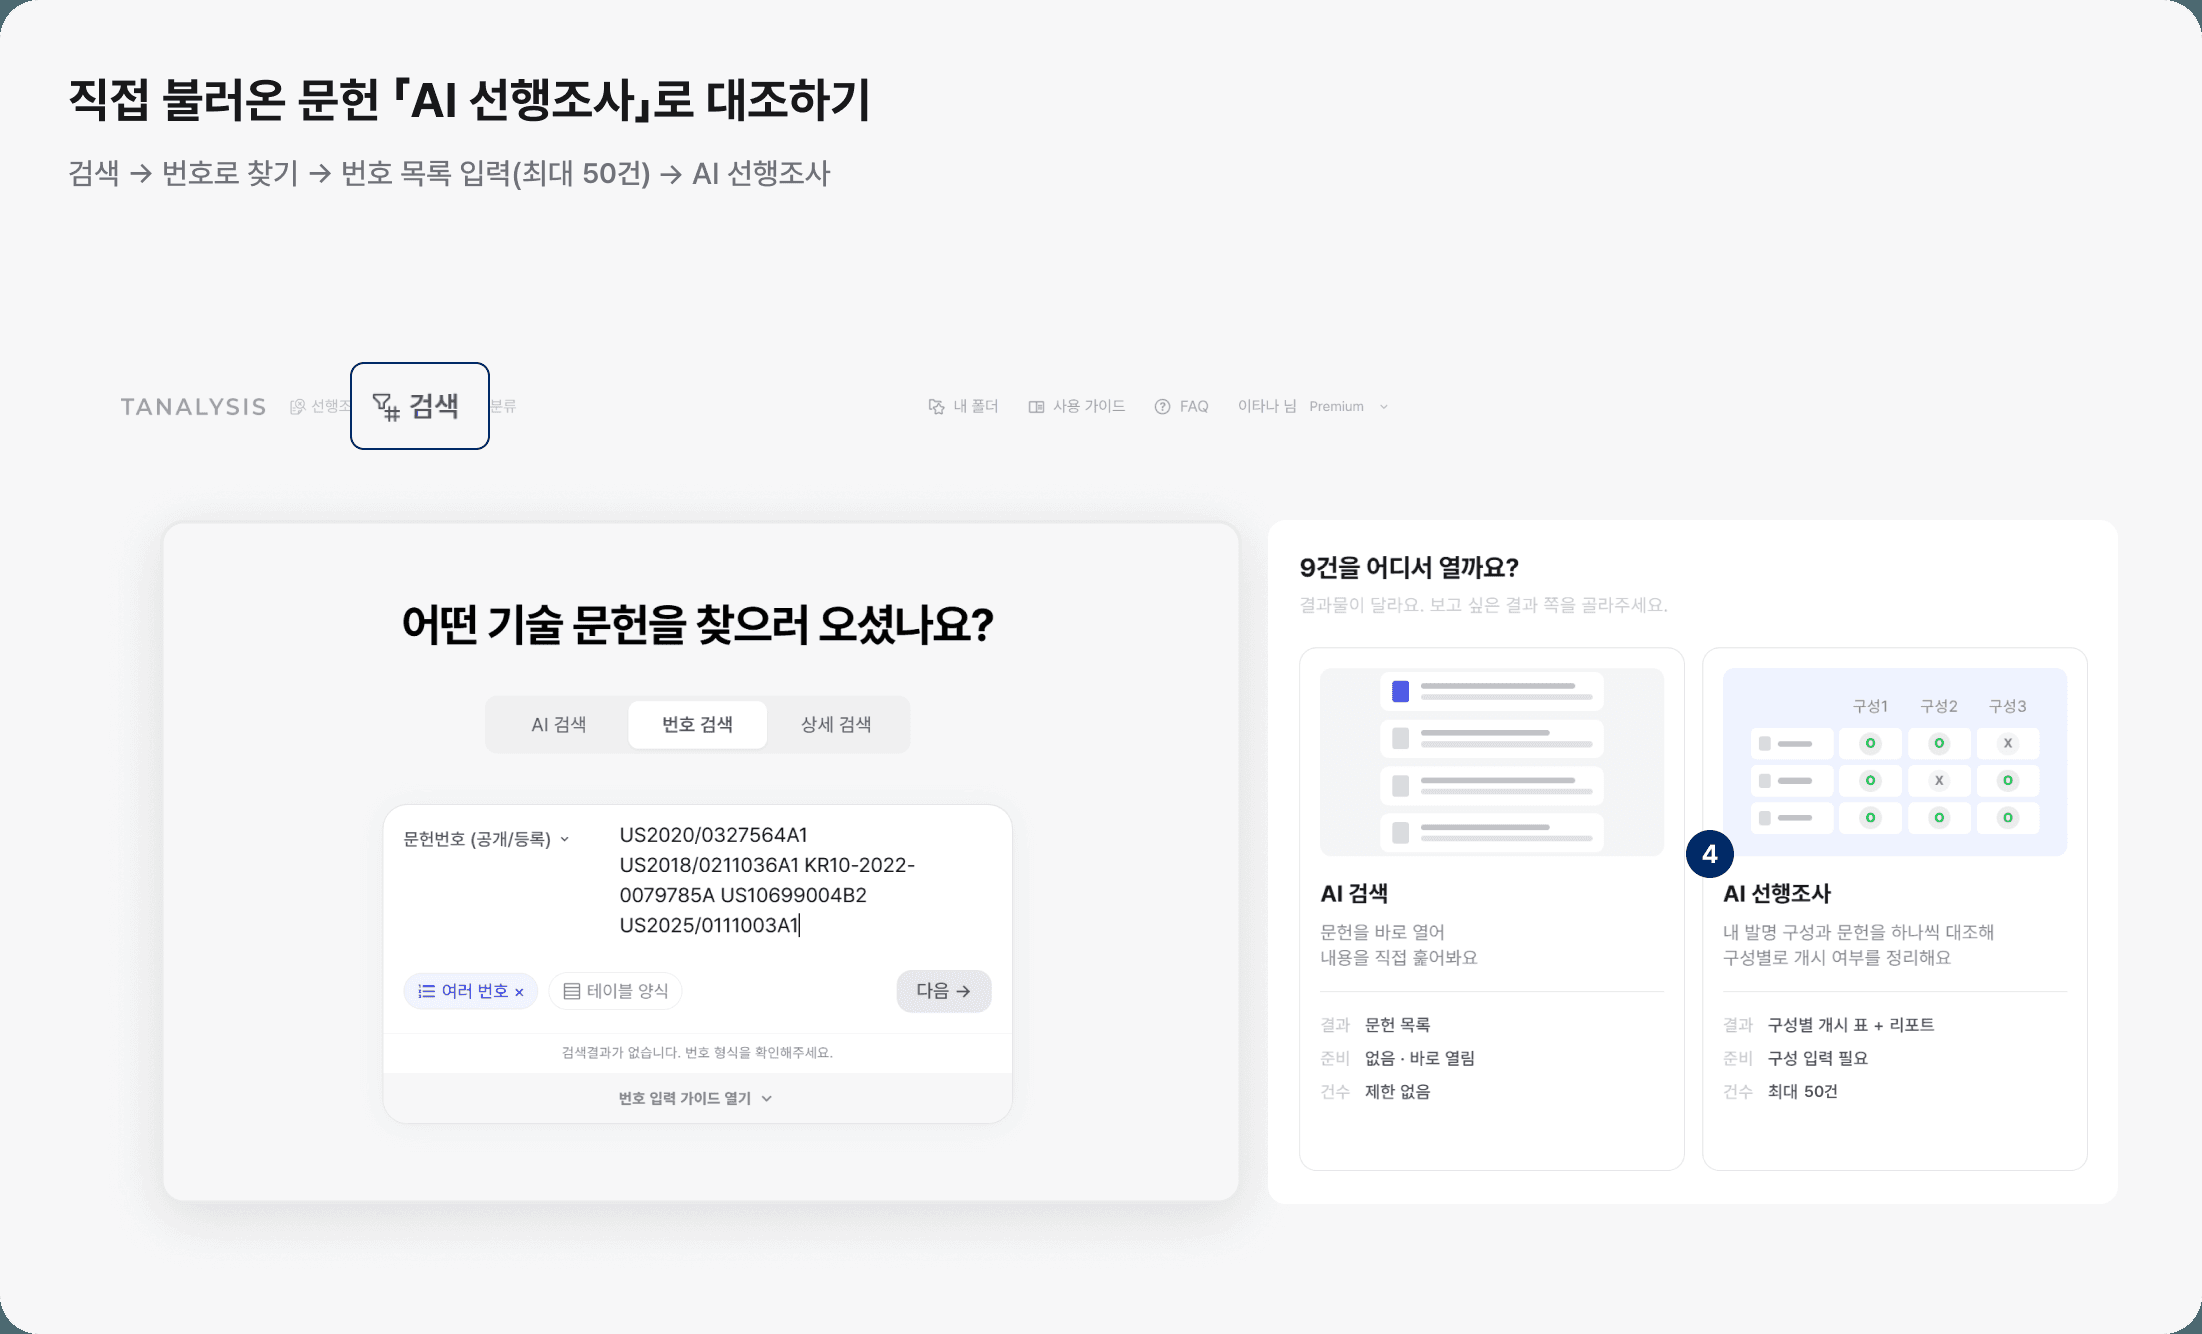 직접 불러온 문헌 「AI 선행조사」로 대조하기
검색 → 번호로 찾기 → 번호 목록 입력(최대 50건) → AI 선행조사
TANALYSIS 선행조 검색 분류 내 폴더 사용 가이드 FAQ 이타나 님 Premium
어떤 기술 문헌을 찾으러 오셨나요?
AI 검색 번호 검색 상세 검색
문헌번호 (공개/등록)
US2020/0327564A1
US2018/0211036A1 KR10-2022-
0079785A US10699004B2
US2025/0111003A1
여러 번호 × 테이블 양식 다음 →
검색결과가 없습니다. 번호 형식을 확인해주세요.
번호 입력 가이드 열기
9건을 어디서 열까요?
결과물이 달라요. 보고 싶은 결과 쪽을 골라주세요.
AI 검색
문헌을 바로 열어
내용을 직접 훑어봐요
결과 문헌 목록
준비 없음 · 바로 열림
건수 제한 없음
구성1 구성2 구성3
O O X
O X O
O O O
4
AI 선행조사
내 발명 구성과 문헌을 하나씩 대조해
구성별로 개시 여부를 정리해요
결과 구성별 개시 표 + 리포트
준비 구성 입력 필요
건수 최대 50건